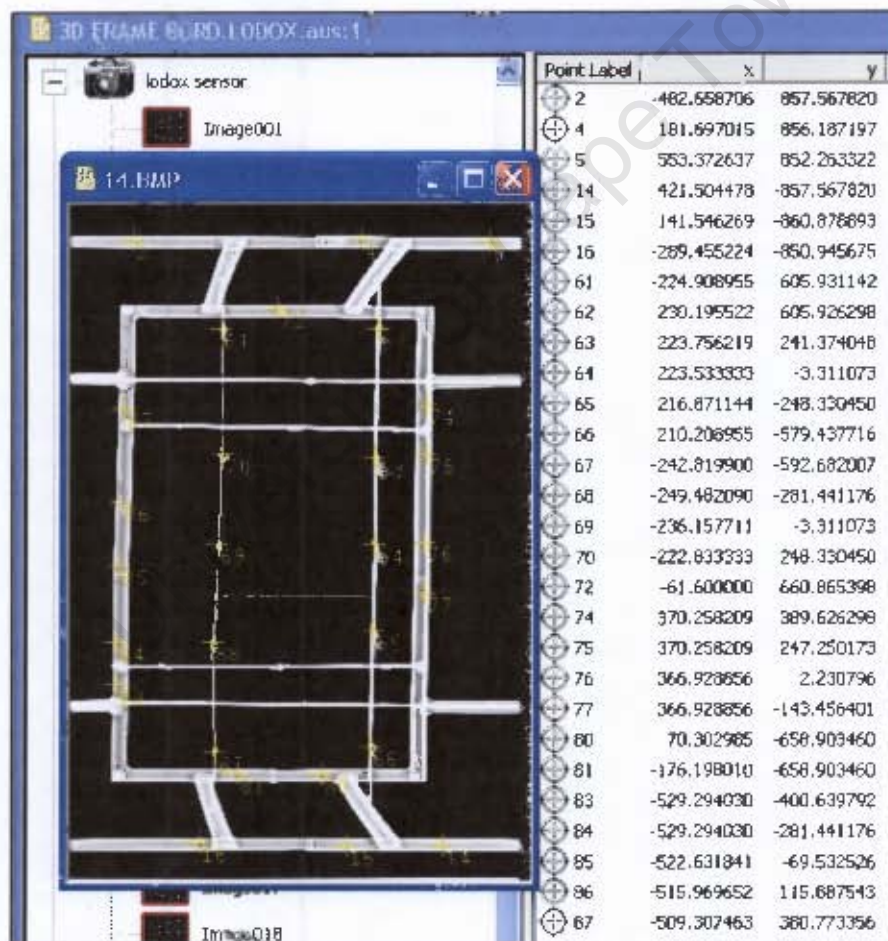 3D FRAME BORD.LODOX.aus:1
lodox sensor
Image001
14.BMP
Image018
Point Label x y
2 -482.658706 857.567820
4 181.697015 856.187197
5 553.372637 852.263322
14 421.504478 -857.567820
15 141.546269 -860.878893
16 -289.455224 -850.945675
61 -224.908955 605.931142
62 230.195522 605.926298
63 223.756219 241.374048
64 223.533333 -3.311073
65 216.871144 -248.330450
66 210.208955 -579.437716
67 -242.819900 -592.682007
68 -249.482090 -281.441176
69 -236.157711 -3.311073
70 -222.833333 248.330450
72 -61.600000 660.865398
74 370.258209 389.626298
75 370.258209 247.250173
76 366.928856 2.230796
77 366.928856 -143.456401
80 70.302985 -658.903460
81 -176.198010 -658.903460
83 -529.294030 -400.639792
84 -529.294030 -281.441176
85 -522.631841 -69.532526
86 -515.969652 115.887543
87 -509.307463 380.773356